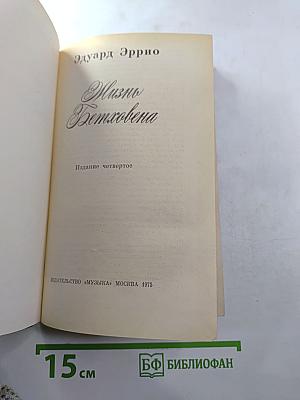 Эдуард Эррио
Жизнь
Бетховена
Издание четвертое
ИЗДАТЕЛЬСТВО «МУЗЫКА» МОСКВА 1975
15 см
БФ БИБЛИОФАН